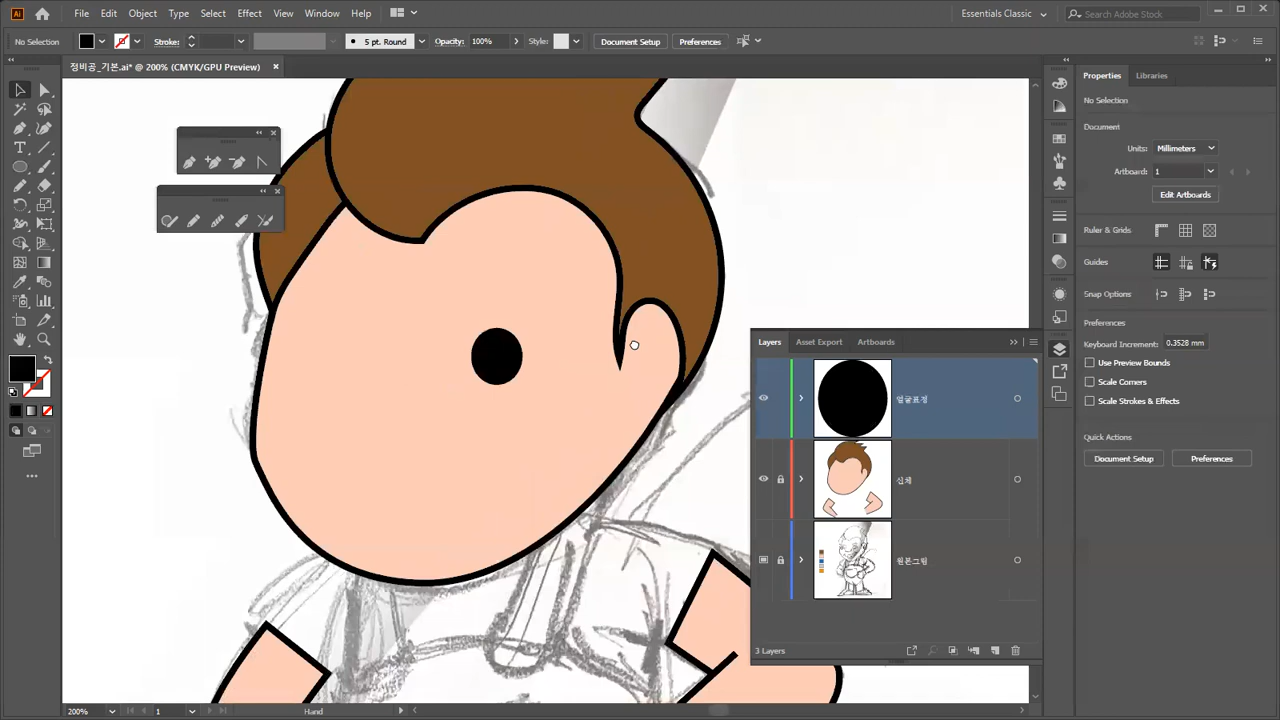 Ai File Edit Object Type Select Effect View Window Help Essentials Classic Search Adobe Stock
No Selection Stroke: 5 pt. Round Opacity: 100% Style: Document Setup Preferences
정비공_기본.ai* @ 200% (CMYK/GPU Preview)
Properties Libraries
No Selection
Document
Units: Millimeters
Artboard: 1
Edit Artboards
Ruler & Grids
Guides
Snap Options
Preferences
Keyboard Increment: 0.3528 mm
Use Preview Bounds
Scale Corners
Scale Strokes & Effects
Quick Actions
Document Setup Preferences
Layers Asset Export Artboards
얼굴표정
신체
원본그림
3 Layers
200% 1 Hand